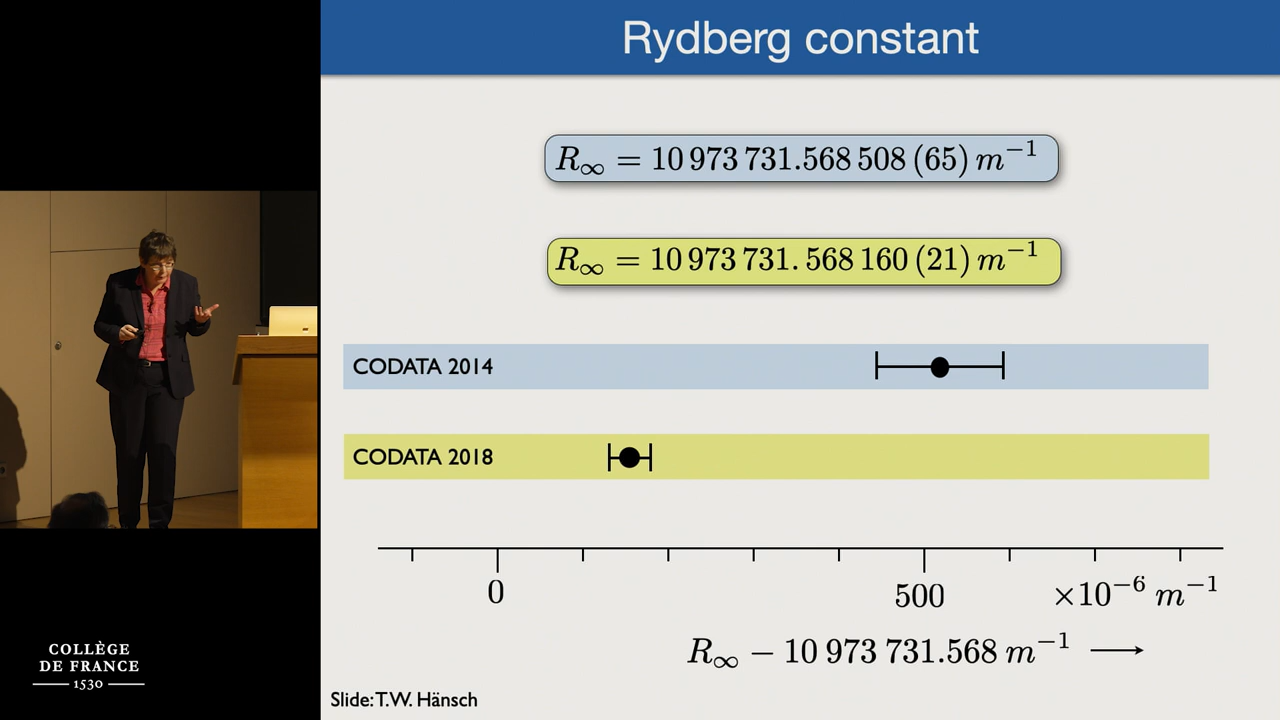 Rydberg constant
R∞ = 10 973 731.568 508 (65) m⁻¹
R∞ = 10 973 731. 568 160 (21) m⁻¹
CODATA 2014
CODATA 2018
0 500 ×10⁻⁶ m⁻¹
R∞ − 10 973 731.568 m⁻¹ ⟶
Slide: T.W. Hänsch
COLLÈGE
DE FRANCE
1530